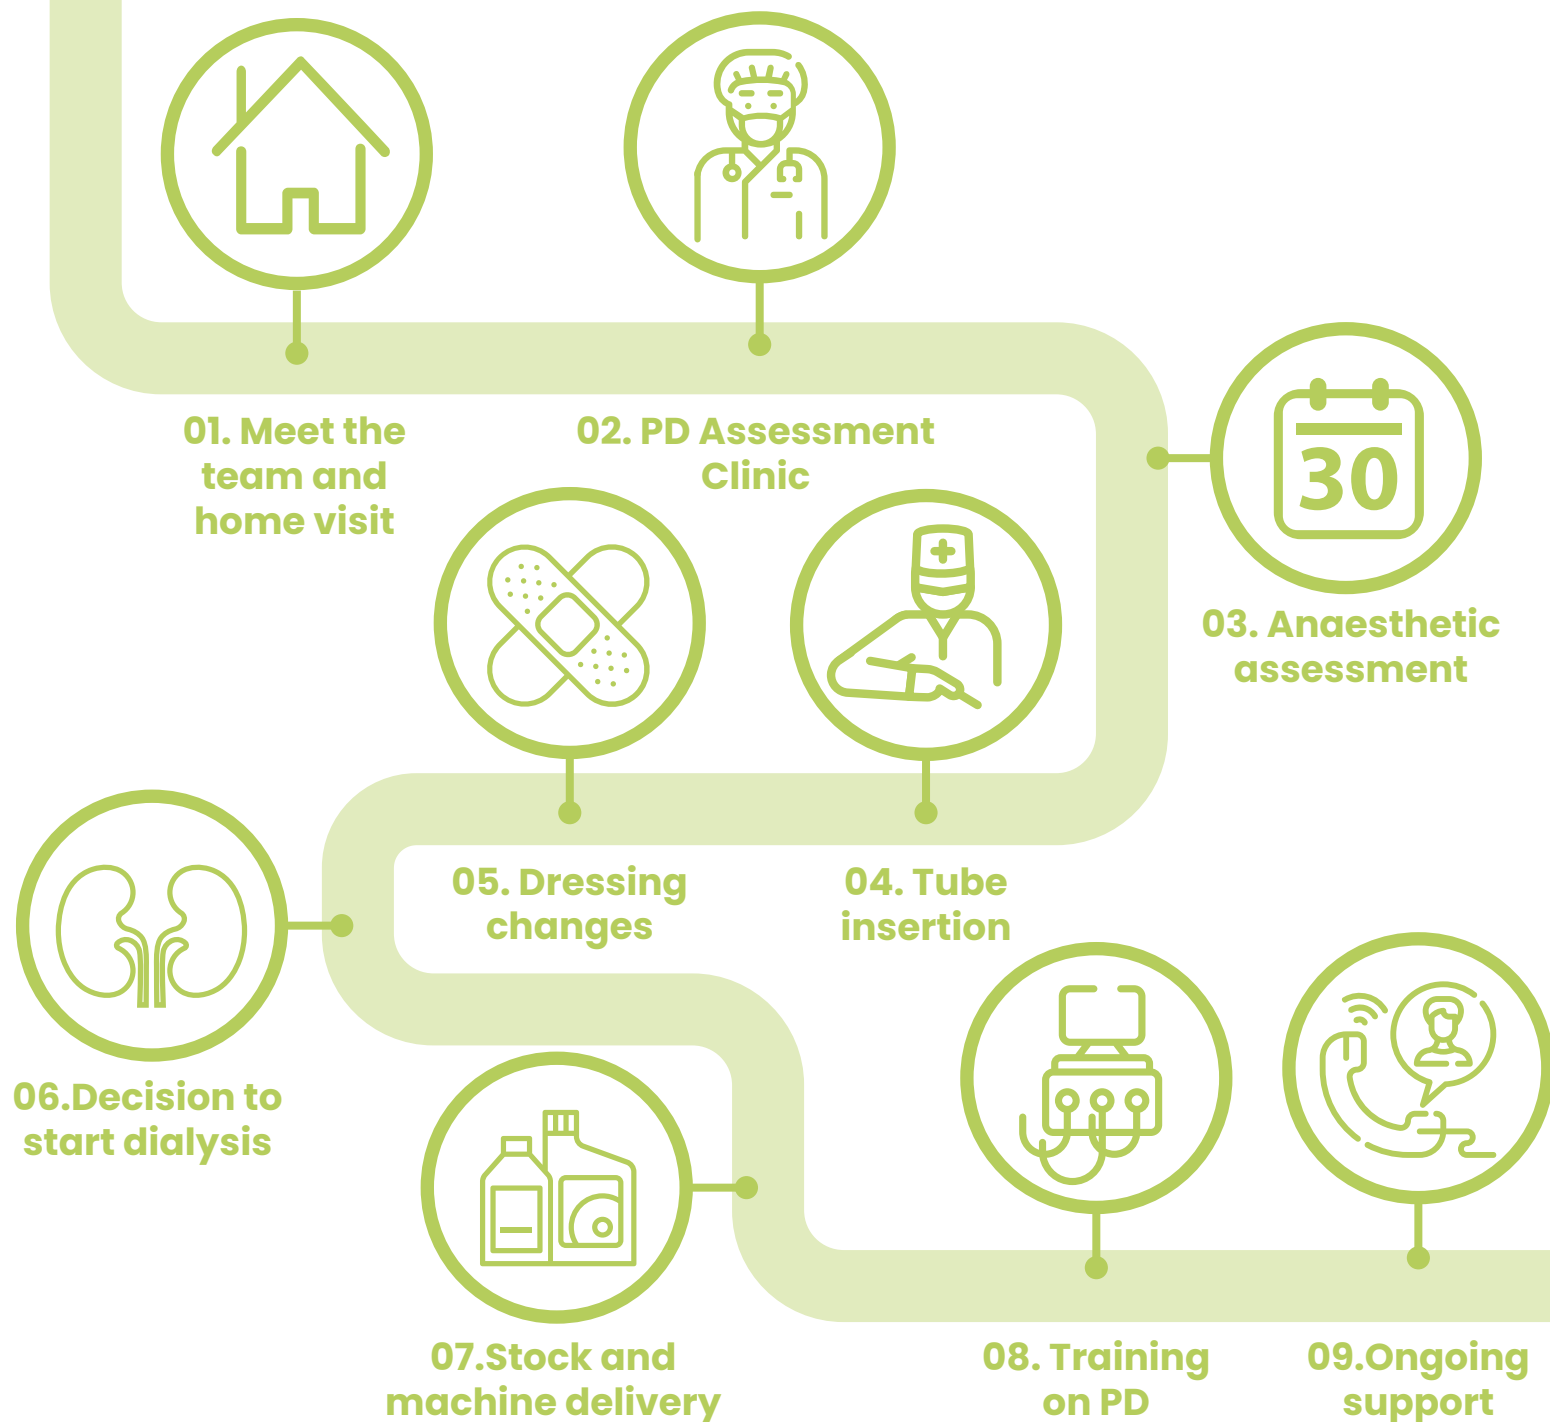 01. Meet the
team and
home visit
02. PD Assessment
Clinic
30
03. Anaesthetic
assessment
04. Tube
insertion
05. Dressing
changes
06.Decision to
start dialysis
07.Stock and
machine delivery
08. Training
on PD
09.Ongoing
support